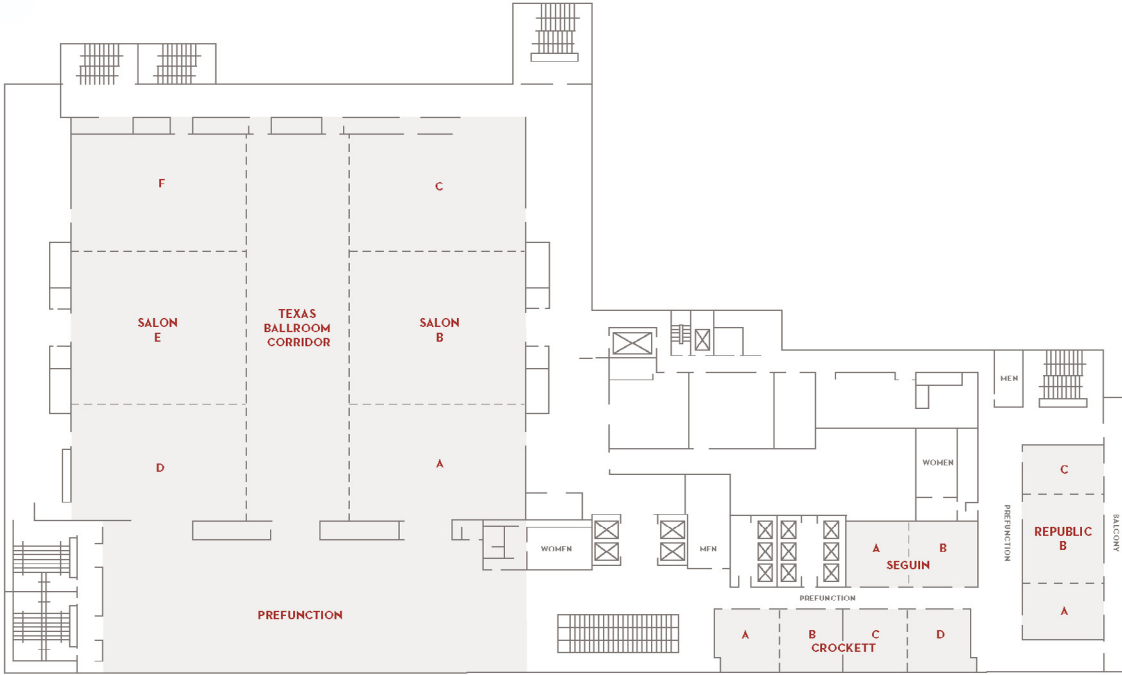 F
C
SALON
E
TEXAS
BALLROOM
CORRIDOR
SALON
B
D
A
PREFUNCTION
WOMEN
MEN
WOMEN
MEN
A
B
SEGUIN
PREFUNCTION
A
B
C
D
CROCKETT
PREFUNCTION
C
REPUBLIC
B
A
BALCONY